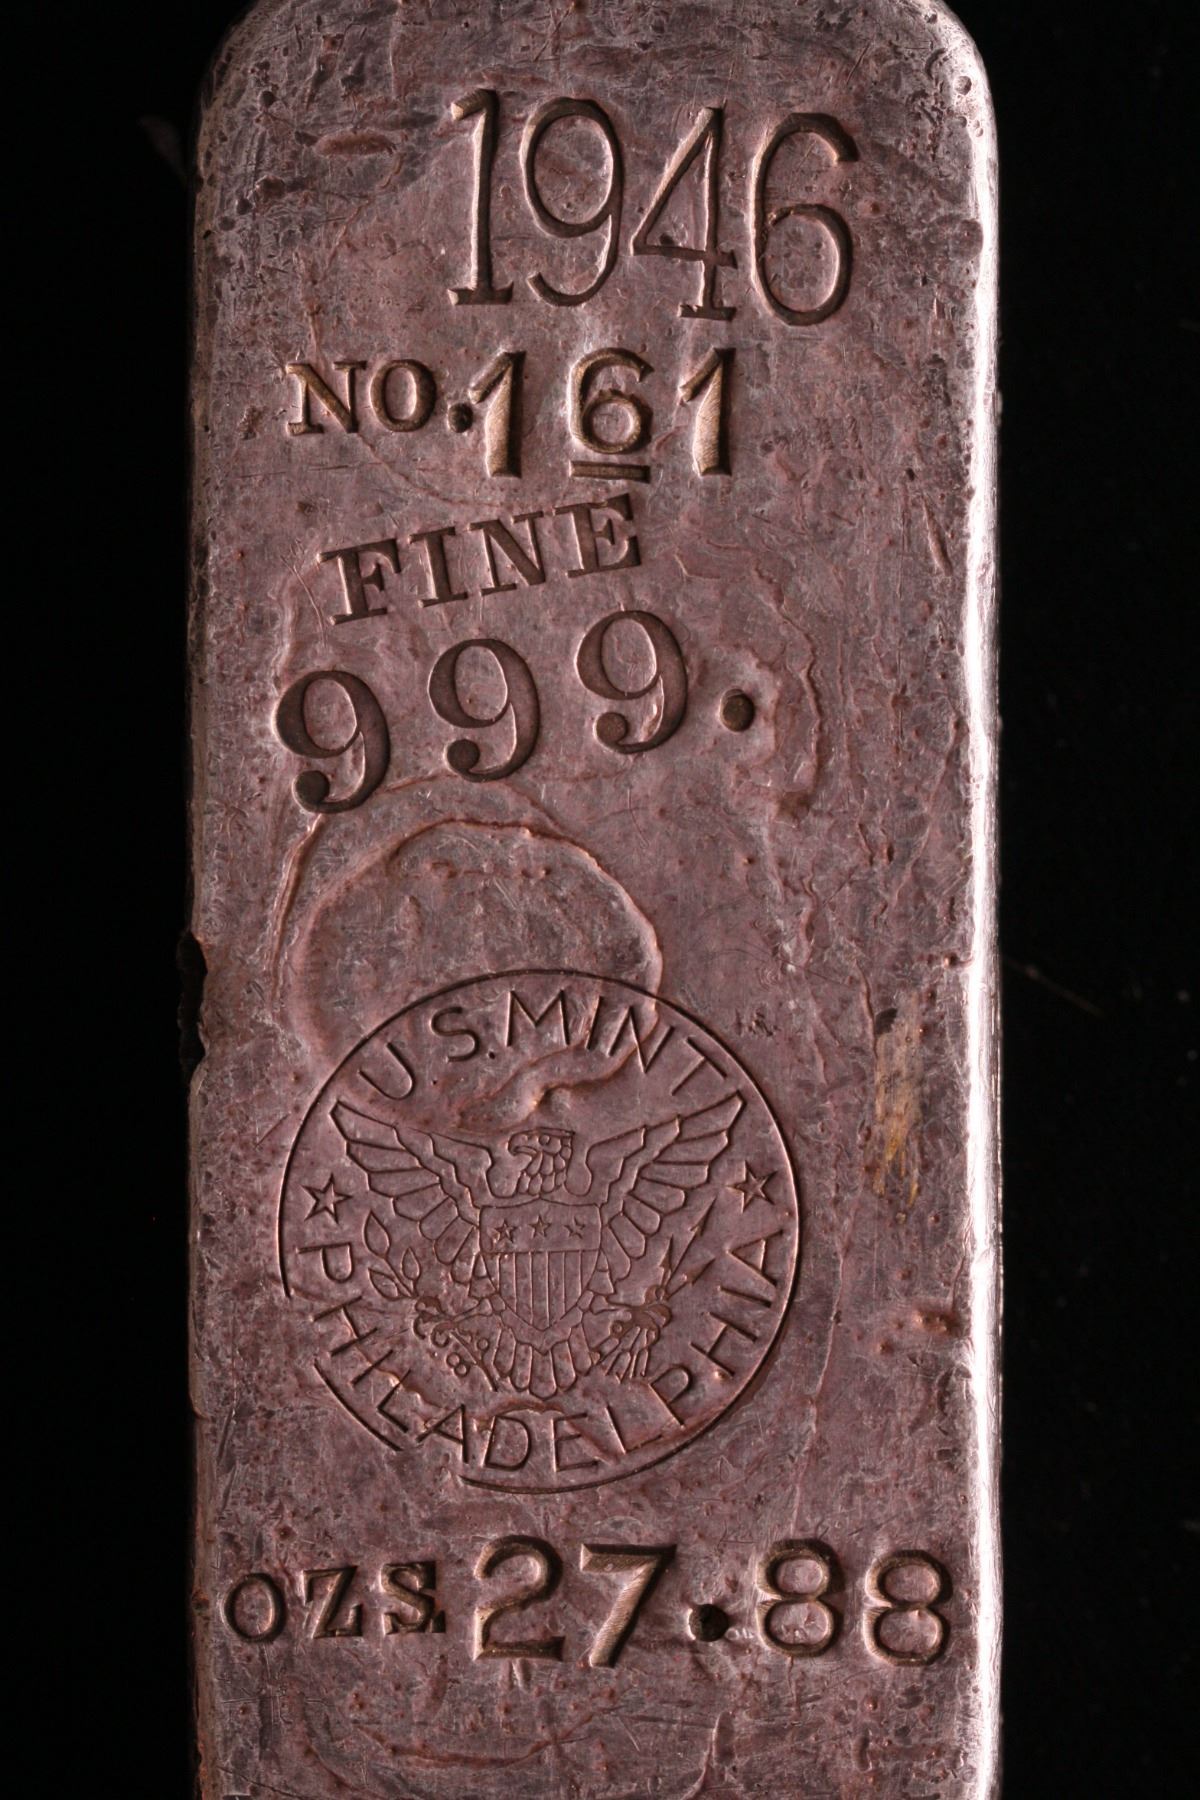 1946
NO. 161
FINE
999.
U.S. MINT
PHILADELPHIA
OZS 27.88